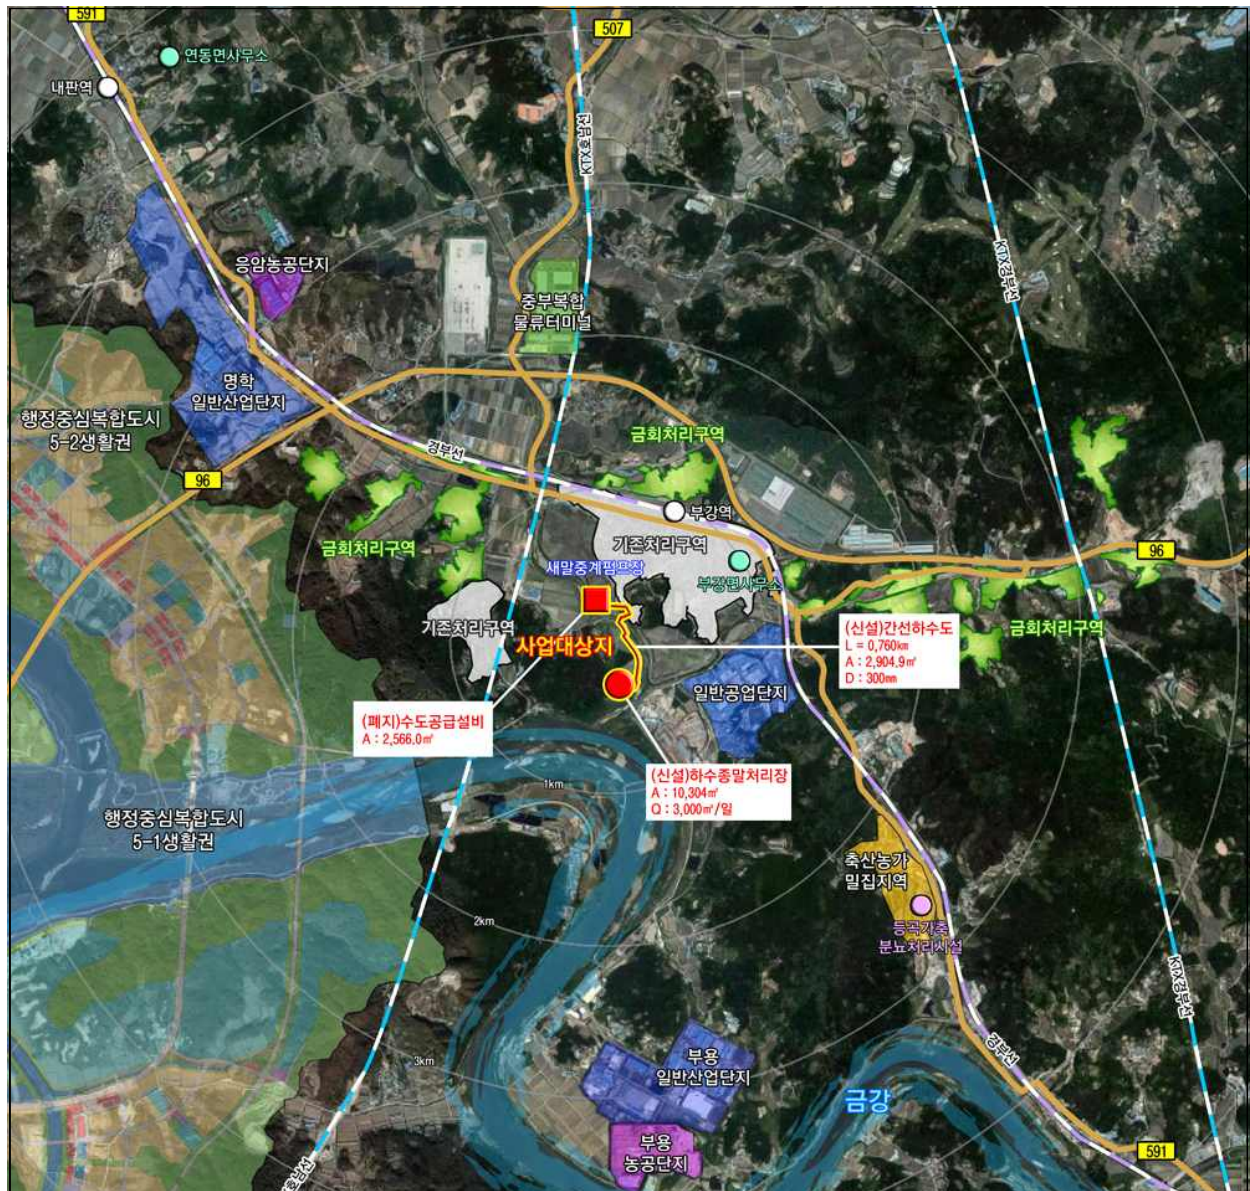 591
507
연동면사무소
내판역
KTX호남선
KTX경부선
응암농공단지
중부복합
물류터미널
명학
일반산업단지
행정중심복합도시
5-2생활권
96
경부선
금회처리구역
부강역
기존처리구역
금회처리구역
96
새말중계펌프장
부강면사무소
기존처리구역
사업대상지
(신설)간선하수도
L = 0.760km
A : 2,904.9㎡
D : 300mm
금회처리구역
일반공업단지
(폐지)수도공급설비
A : 2,566.0㎡
(신설)하수종말처리장
A : 10,304㎡
Q : 3,000㎥/일
1km
행정중심복합도시
5-1생활권
축산농가
밀집지역
2km
등곡가축
분뇨처리시설
KTX경부선
3km
부용
일반산업단지
경부선
금강
부용
농공단지
591
호남선